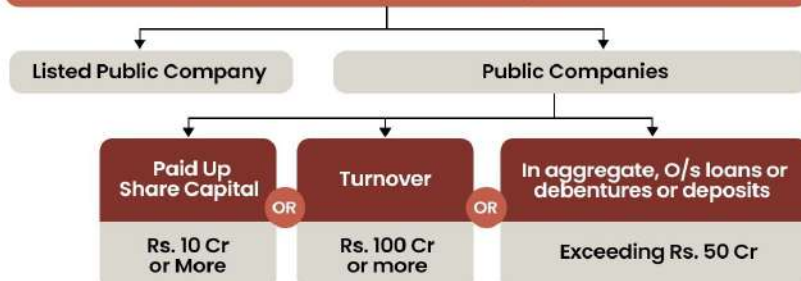 Listed Public Company
Public Companies
Paid Up
Share Capital
OR
Turnover
OR
In aggregate, O/s loans or
debentures or deposits
Rs. 10 Cr
or More
Rs. 100 Cr
or more
Exceeding Rs. 50 Cr